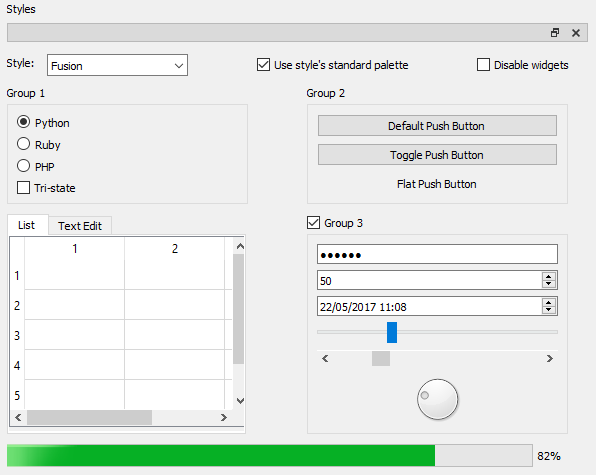 Styles
Style: Fusion Use style's standard palette Disable widgets
Group 1 Group 2
Python Default Push Button
Ruby Toggle Push Button
PHP Flat Push Button
Tri-state
List Text Edit Group 3
1 2
1
2
3
4
5
●●●●●●
50
22/05/2017 11:08
82%